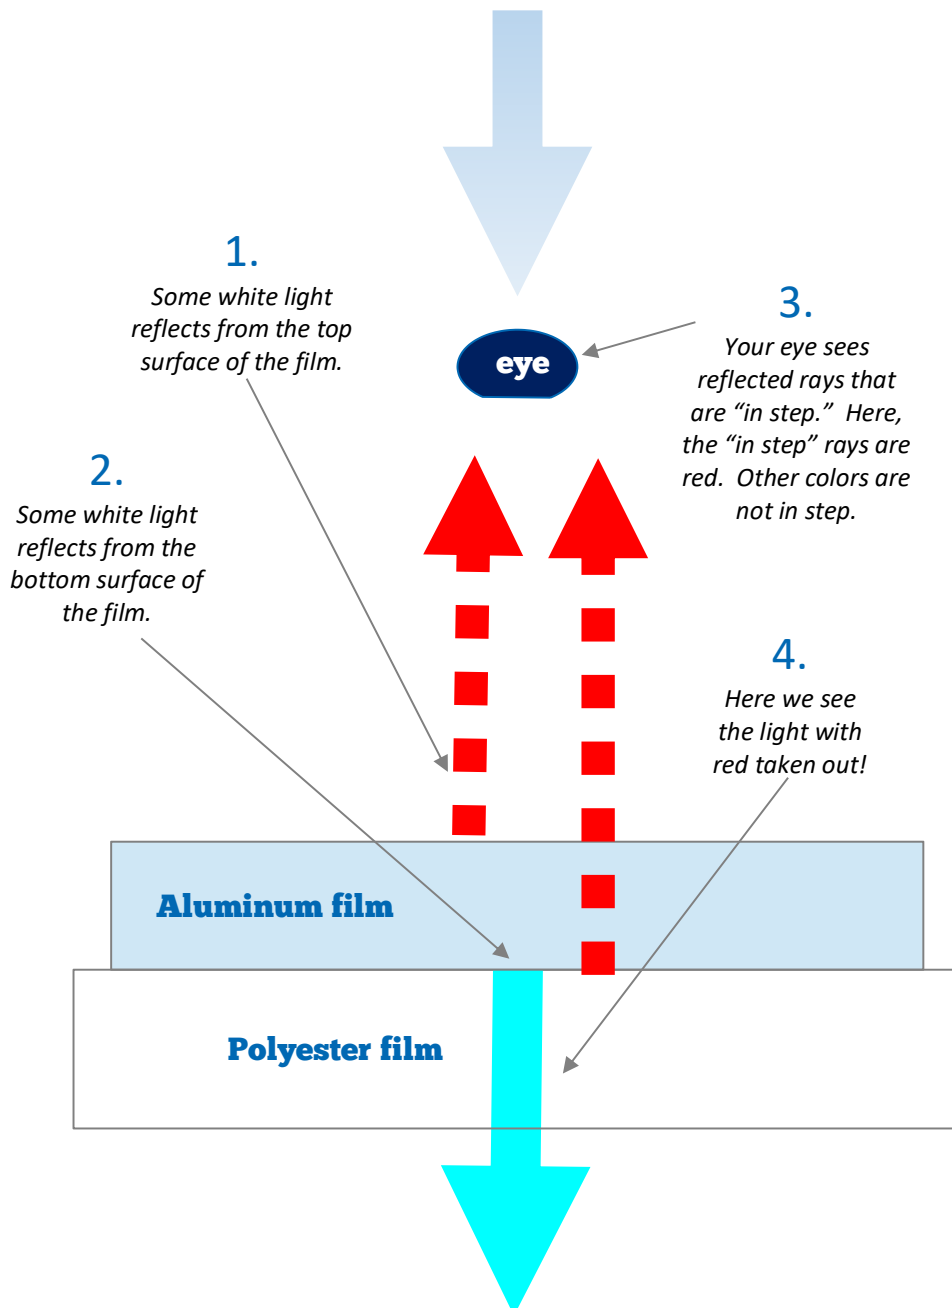 1.
Some white light
reflects from the top
surface of the film.
eye
3.
Your eye sees
reflected rays that
are “in step.” Here,
the “in step” rays are
red. Other colors are
not in step.
2.
Some white light
reflects from the
bottom surface of
the film.
4.
Here we see
the light with
red taken out!
Aluminum film
Polyester film